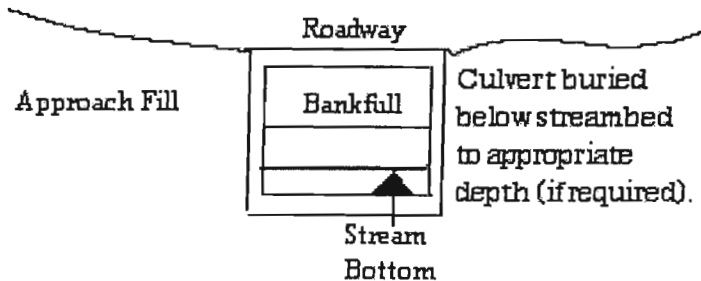 Roadway
Approach Fill
Bankfull
Culvert buried
below streambed
to appropriate
depth (if required).
Stream
Bottom